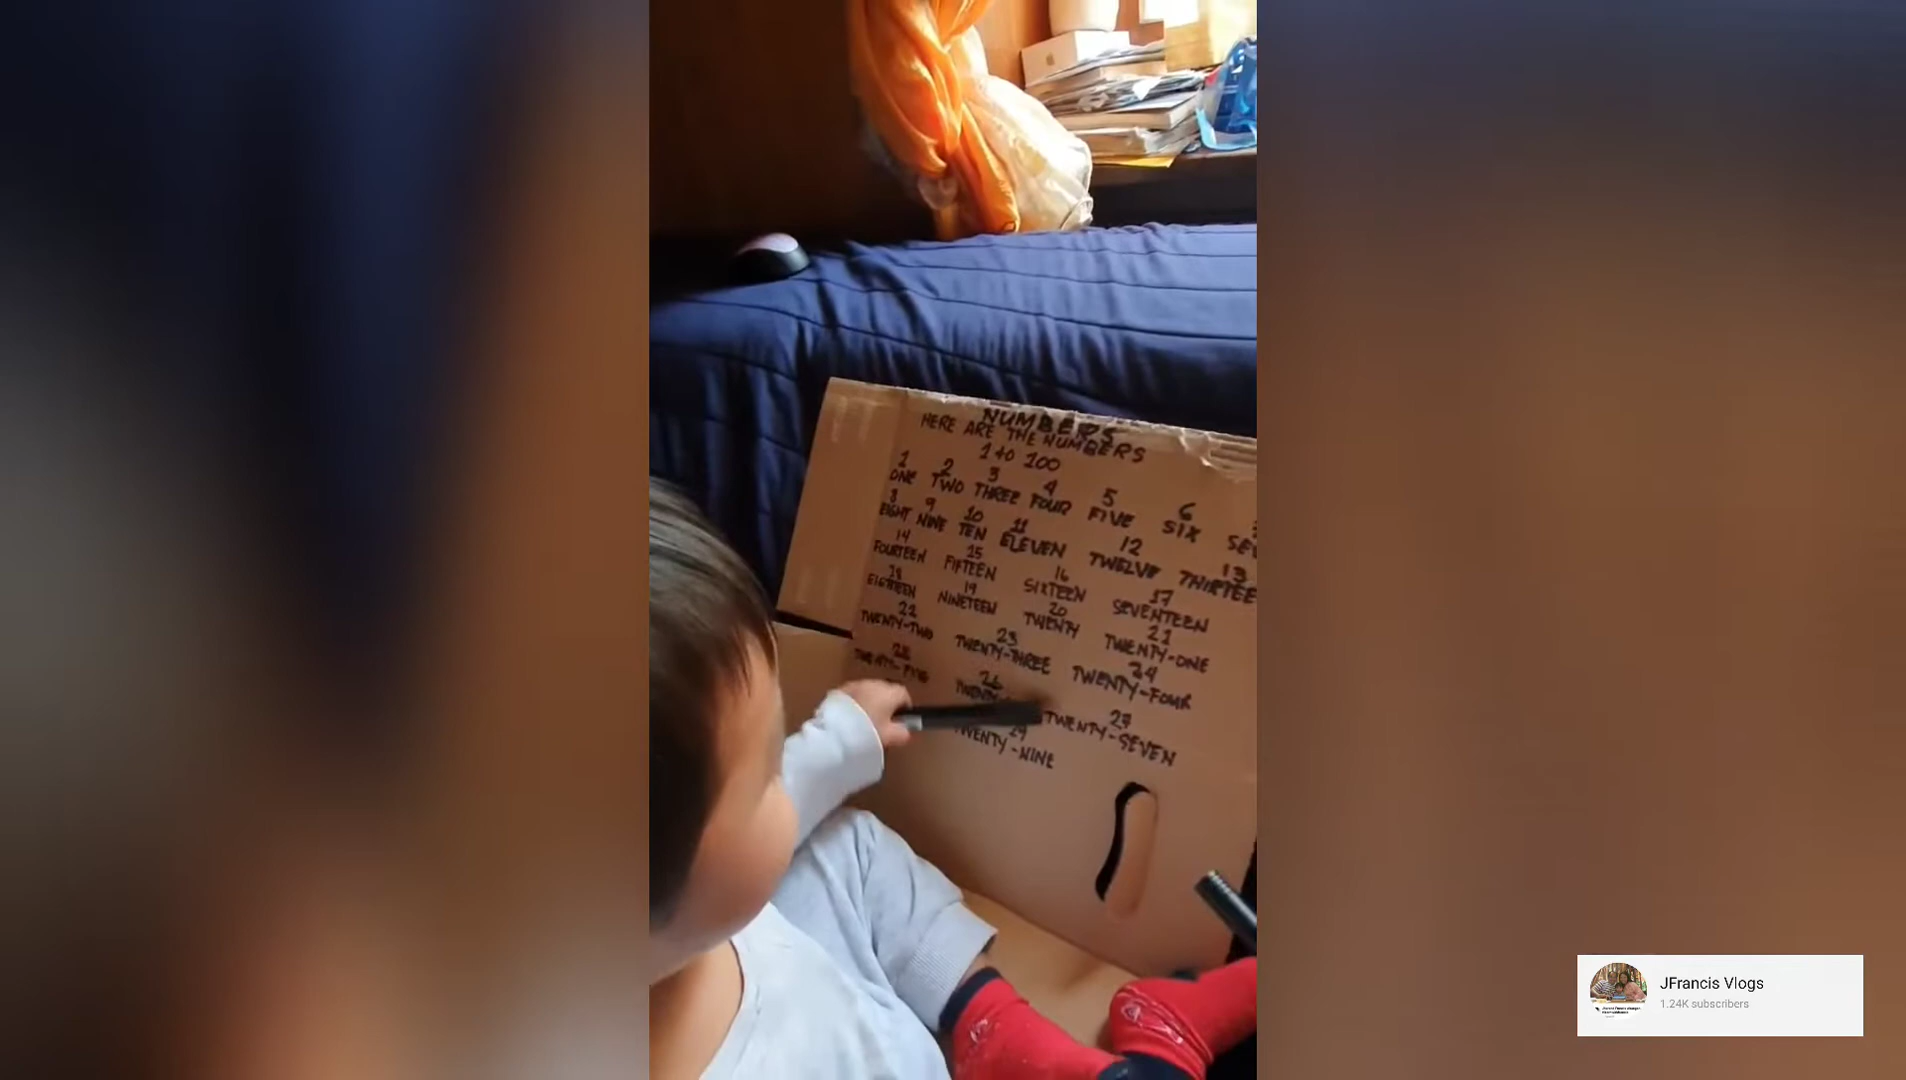 NUMBERS
HERE ARE THE NUMBERS
1 to 100
1 2 3 4 5 6
ONE TWO THREE FOUR FIVE SIX
8 9 10 11 12 13
EIGHT NINE TEN ELEVEN TWELVE
14 15 16 17
FOURTEEN FIFTEEN SIXTEEN SEVENTEEN
18 19 20 21
EIGHTEEN NINETEEN TWENTY TWENTY-ONE
22 23 24
TWENTY-TWO TWENTY-THREE TWENTY-FOUR
25 26 27
TWENTY-FIVE TWENTY-SEVEN
29
TWENTY-NINE
JFrancis Vlogs
1.24K subscribers